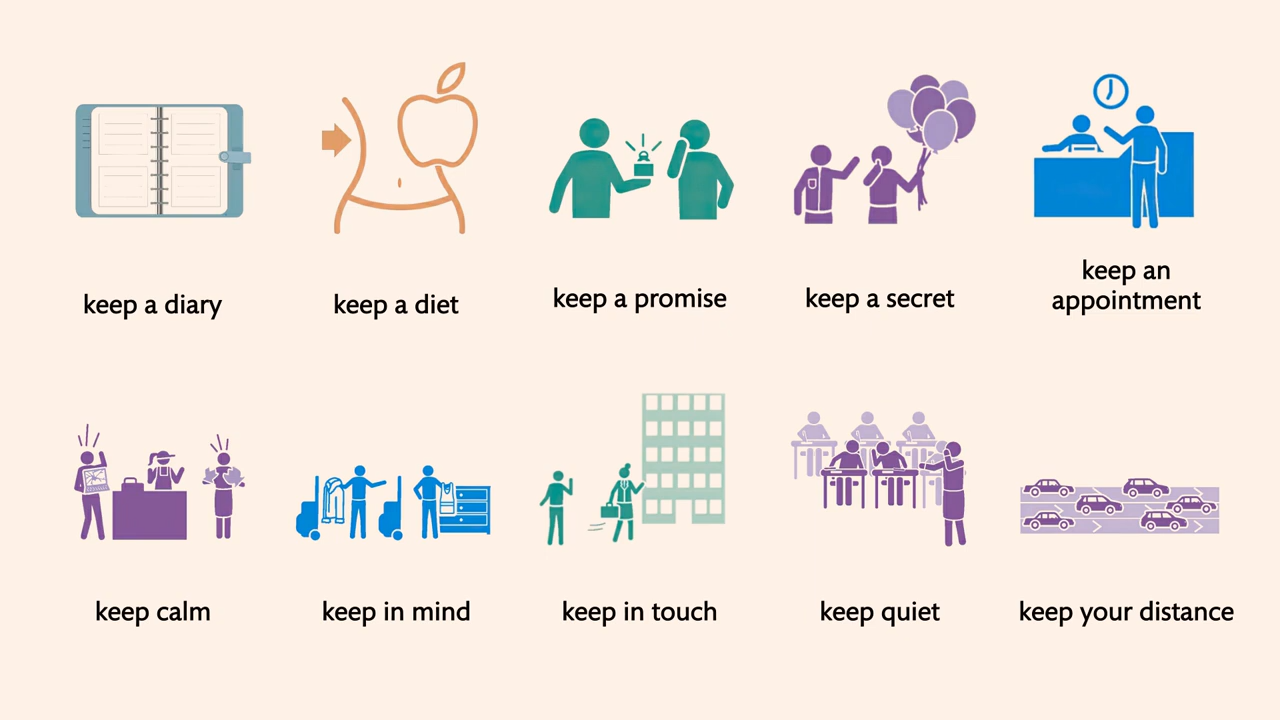 keep a diary
keep a diet
keep a promise
keep a secret
keep an
appointment
keep calm
keep in mind
keep in touch
keep quiet
keep your distance